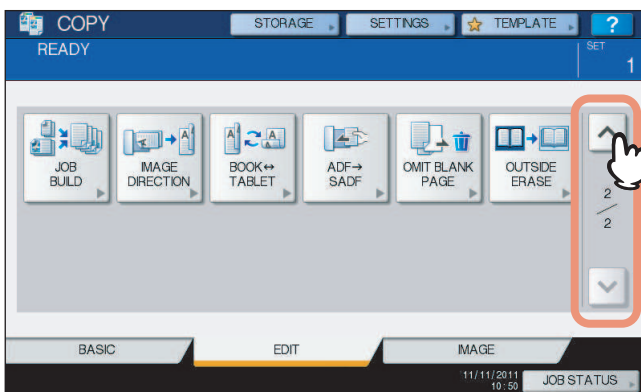 COPY
STORAGE
SETTINGS
TEMPLATE
?
READY
SET
1
JOB
BUILD
IMAGE
DIRECTION
BOOK↔
TABLET
ADF→
SADF
OMIT BLANK
PAGE
OUTSIDE
ERASE
2
2
BASIC
EDIT
IMAGE
11/11/2011
10:50
JOB STATUS